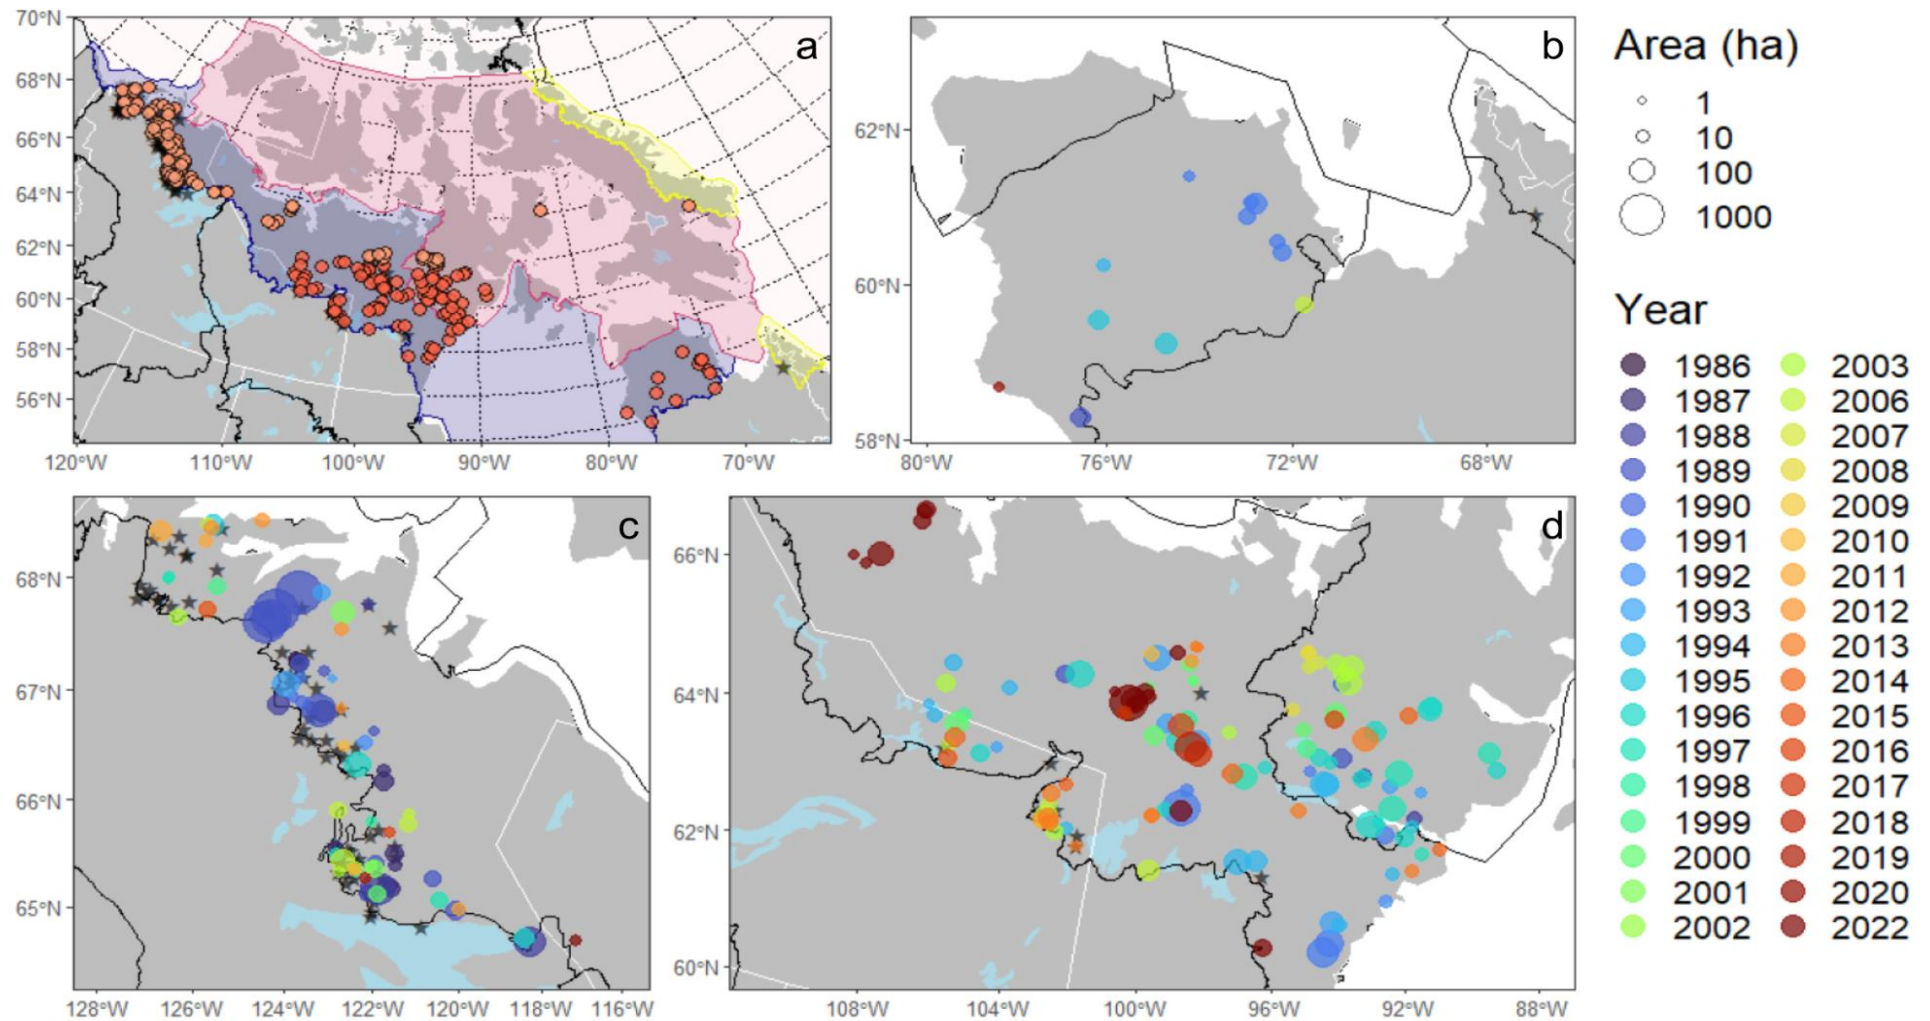 70°N
68°N
66°N
64°N
62°N
60°N
58°N
56°N
120°W 110°W 100°W 90°W 80°W 70°W
a
62°N
60°N
58°N
80°W 76°W 72°W 68°W
b
68°N
67°N
66°N
65°N
128°W 126°W 124°W 122°W 120°W 118°W 116°W
c
66°N
64°N
62°N
60°N
108°W 104°W 100°W 96°W 92°W 88°W
d
Area (ha)
1
10
100
1000
Year
1986 2003
1987 2006
1988 2007
1989 2008
1990 2009
1991 2010
1992 2011
1993 2012
1994 2013
1995 2014
1996 2015
1997 2016
1998 2017
1999 2018
2000 2019
2001 2020
2002 2022